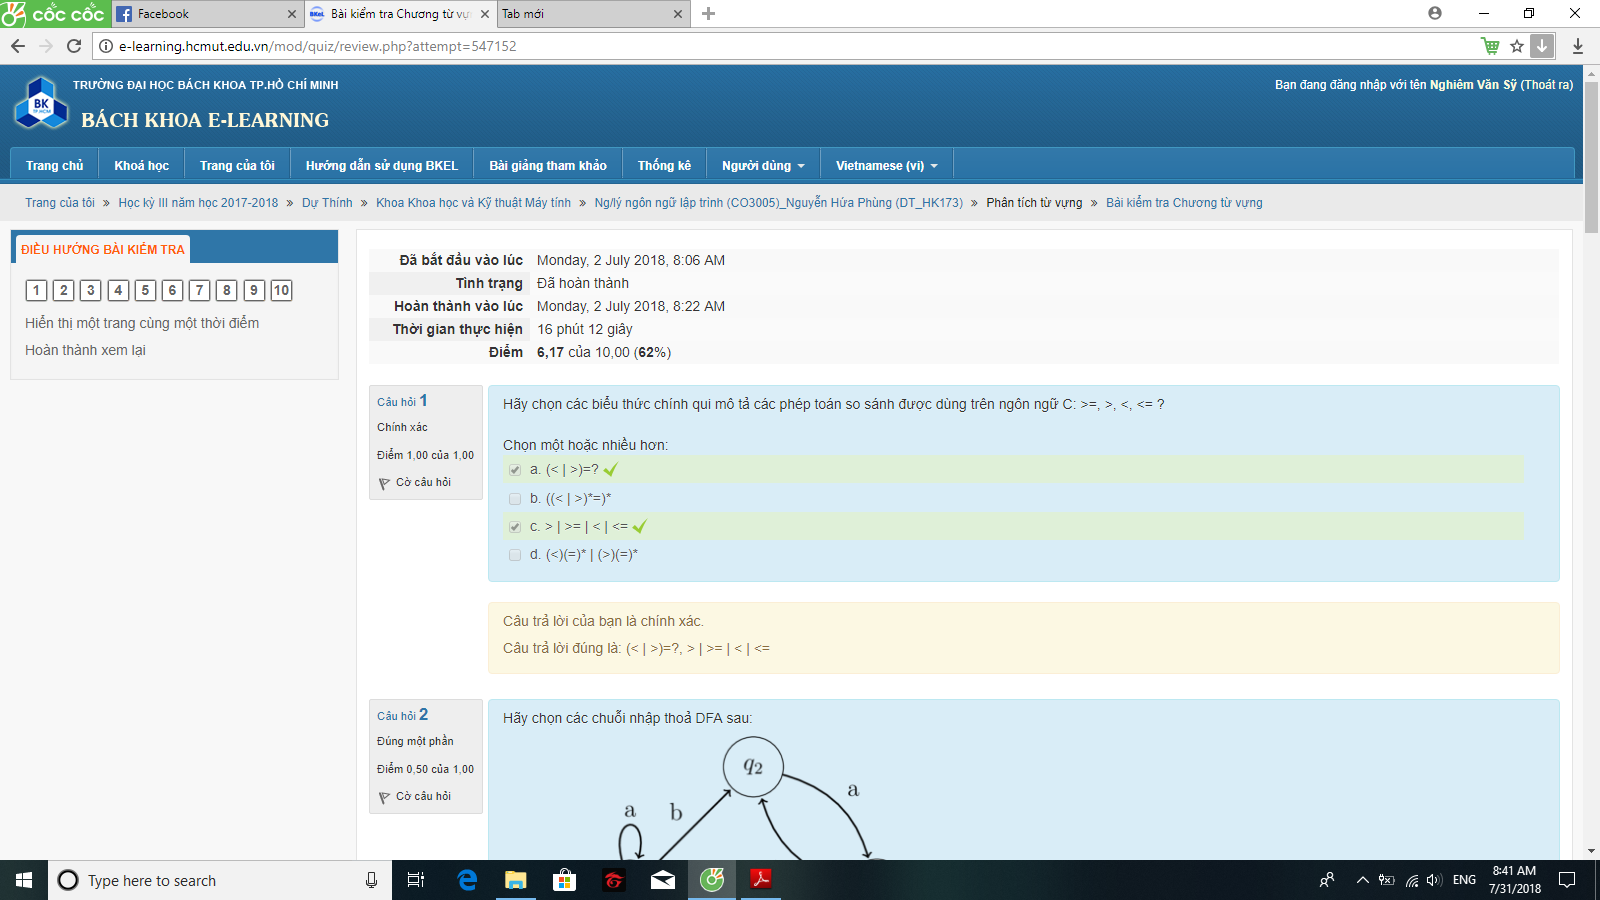 cốc cốc
Facebook
Bài kiểm tra Chương từ vự
Tab mới
e-learning.hcmut.edu.vn/mod/quiz/review.php?attempt=547152
TRƯỜNG ĐẠI HỌC BÁCH KHOA TP.HỒ CHÍ MINH
Bạn đang đăng nhập với tên Nghiêm Văn Sỹ (Thoát ra)
BK
TP.HCM
BÁCH KHOA E-LEARNING
Trang chủ
Khoá học
Trang của tôi
Hướng dẫn sử dụng BKEL
Bài giảng tham khảo
Thống kê
Người dùng
Vietnamese (vi)
Trang của tôi » Học kỳ III năm học 2017-2018 » Dự Thính » Khoa Khoa học và Kỹ thuật Máy tính » Ng/lý ngôn ngữ lập trình (CO3005)_Nguyễn Hứa Phùng (DT_HK173) » Phân tích từ vựng » Bài kiểm tra Chương từ vựng
ĐIỀU HƯỚNG BÀI KIỂM TRA
1 2 3 4 5 6 7 8 9 10
Hiển thị một trang cùng một thời điểm
Hoàn thành xem lại
Đã bắt đầu vào lúc Monday, 2 July 2018, 8:06 AM
Tình trạng Đã hoàn thành
Hoàn thành vào lúc Monday, 2 July 2018, 8:22 AM
Thời gian thực hiện 16 phút 12 giây
Điểm 6,17 của 10,00 (62%)
Câu hỏi 1
Chính xác
Điểm 1,00 của 1,00
Cờ câu hỏi
Hãy chọn các biểu thức chính qui mô tả các phép toán so sánh được dùng trên ngôn ngữ C: >=, >, <, <= ?
Chọn một hoặc nhiều hơn:
a. (< | >)=?
b. ((< | >)*=)*
c. > | >= | < | <=
d. (<)(=)* | (>)(=)*
Câu trả lời của bạn là chính xác.
Câu trả lời đúng là: (< | >)=?, > | >= | < | <=
Câu hỏi 2
Đúng một phần
Điểm 0,50 của 1,00
Cờ câu hỏi
Hãy chọn các chuỗi nhập thoả DFA sau:
q2
a
a
b
Type here to search
ENG
8:41 AM
7/31/2018